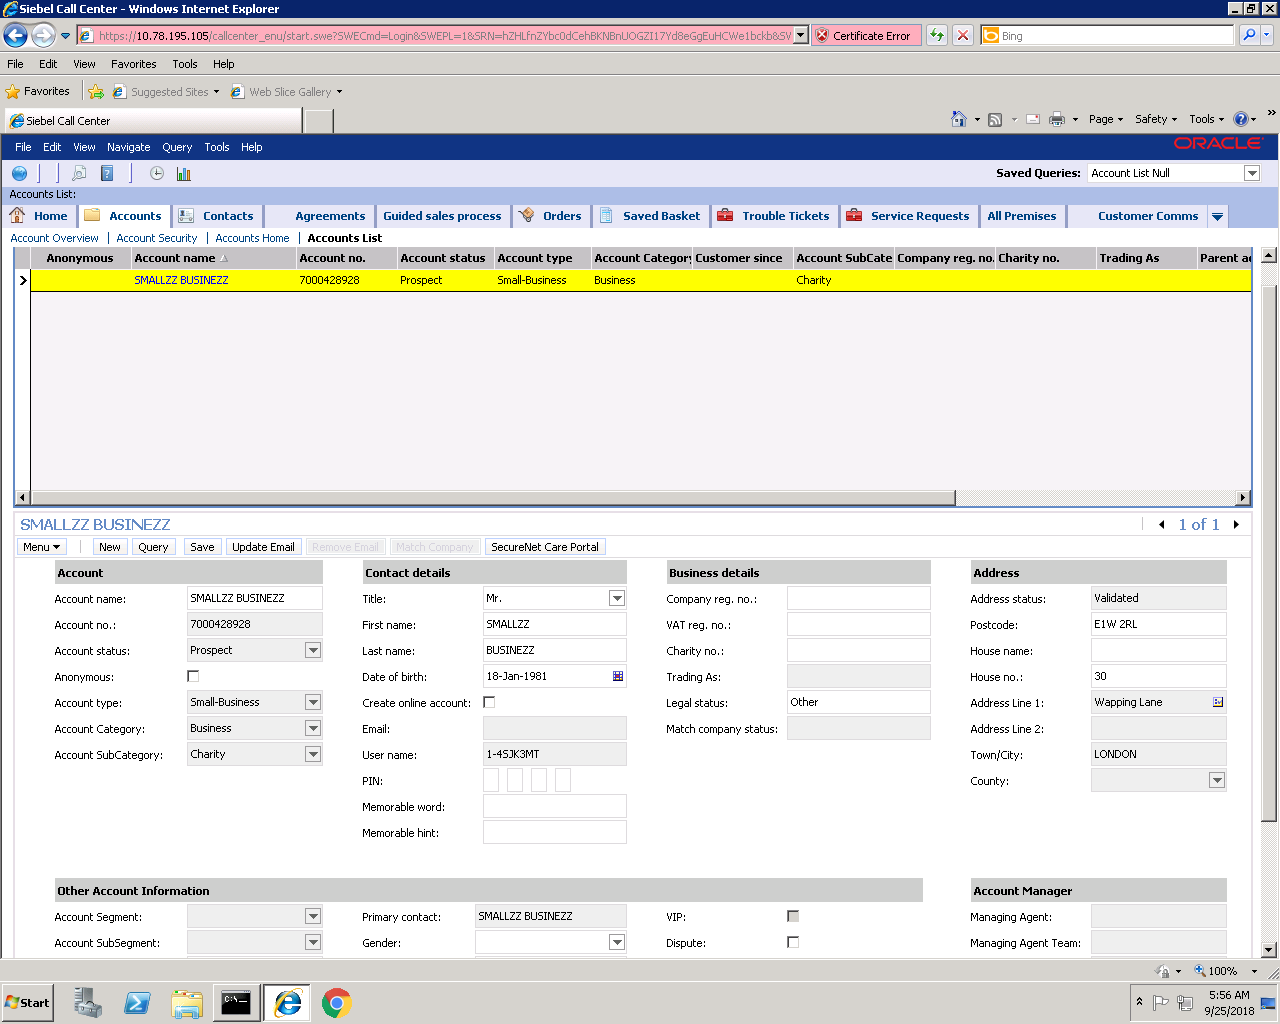 Siebel Call Center - Windows Internet Explorer
https://10.78.195.105/callcenter_enu/start.swe?SWECmd=Login&SWEPL=1&SRN=hZHLfnZYbc0dCehBKNBnUOGZI17Yd8eGgEuHCWe1bckb&SW Certificate Error Bing
File Edit View Favorites Tools Help
Favorites Suggested Sites Web Slice Gallery
Siebel Call Center Page Safety Tools »
File Edit View Navigate Query Tools Help ORACLE
Saved Queries: Account List Null
Accounts List:
Home Accounts Contacts Agreements Guided sales process Orders Saved Basket Trouble Tickets Service Requests All Premises Customer Comms
Account Overview | Account Security | Accounts Home | Accounts List
Anonymous Account name Account no. Account status Account type Account Category Customer since Account SubCate Company reg. no. Charity no. Trading As Parent ac
SMALLZZ BUSINEZZ 7000428928 Prospect Small-Business Business Charity
SMALLZZ BUSINEZZ 1 of 1
Menu New Query Save Update Email Remove Email Match Company SecureNet Care Portal
Account Contact details Business details Address
Account name: SMALLZZ BUSINEZZ Title: Mr. Company reg. no.: Address status: Validated
Account no.: 7000428928 First name: SMALLZZ VAT reg. no.: Postcode: E1W 2RL
Account status: Prospect Last name: BUSINEZZ Charity no.: House name:
Anonymous: Date of birth: 18-Jan-1981 Trading As: House no.: 30
Account type: Small-Business Create online account: Legal status: Other Address Line 1: Wapping Lane
Account Category: Business Email: Match company status: Address Line 2:
Account SubCategory: Charity User name: 1-4SJK3MT Town/City: LONDON
PIN: County:
Memorable word:
Memorable hint:
Other Account Information Account Manager
Account Segment: Primary contact: SMALLZZ BUSINEZZ VIP: Managing Agent:
Account SubSegment: Gender: Dispute: Managing Agent Team:
100%
Start C:\. 5:56 AM
9/25/2018